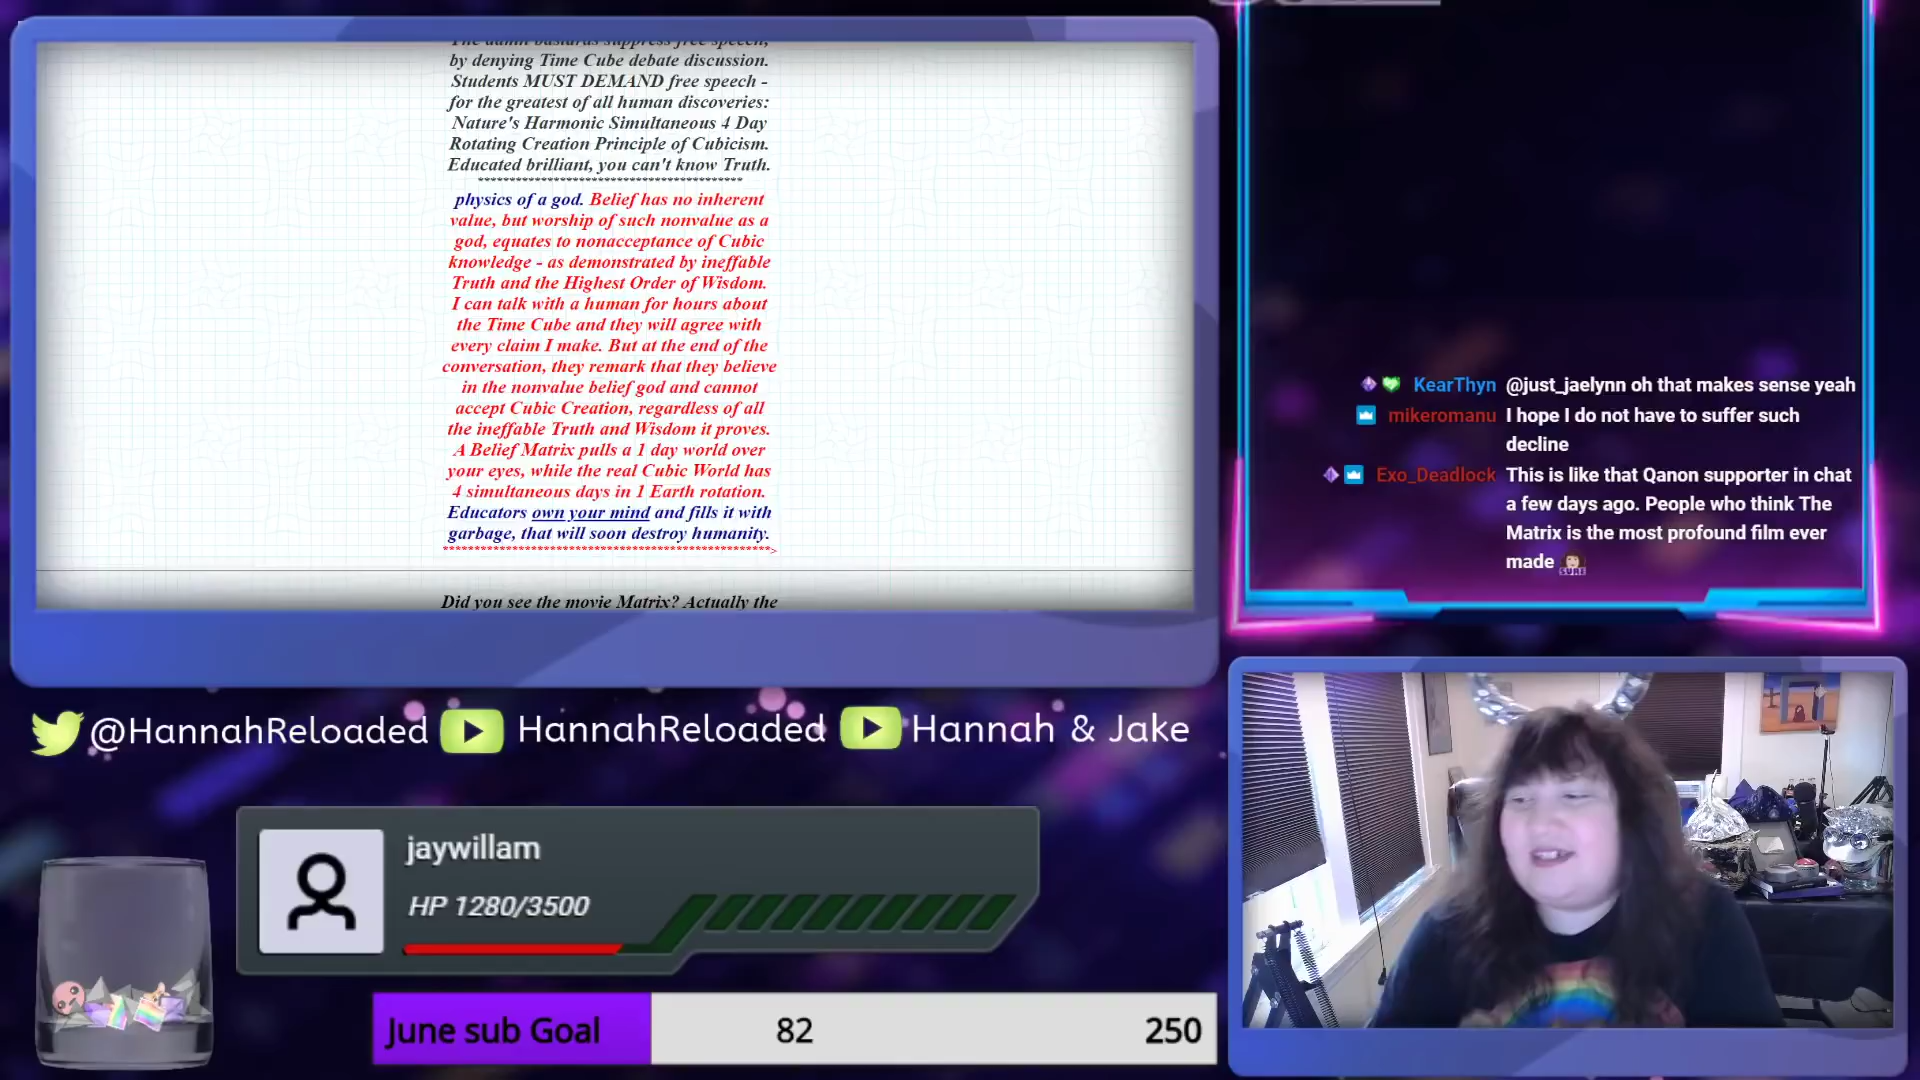 The damn bastards suppress free speech,
by denying Time Cube debate discussion.
Students MUST DEMAND free speech -
for the greatest of all human discoveries:
Nature's Harmonic Simultaneous 4 Day
Rotating Creation Principle of Cubicism.
Educated brilliant, you can't know Truth.
physics of a god. Belief has no inherent
value, but worship of such nonvalue as a
god, equates to nonacceptance of Cubic
knowledge - as demonstrated by ineffable
Truth and the Highest Order of Wisdom.
I can talk with a human for hours about
the Time Cube and they will agree with
every claim I make. But at the end of the
conversation, they remark that they believe
in the nonvalue belief god and cannot
accept Cubic Creation, regardless of all
the ineffable Truth and Wisdom it proves.
A Belief Matrix pulls a 1 day world over
your eyes, while the real Cubic World has
4 simultaneous days in 1 Earth rotation.
Educators own your mind and fills it with
garbage, that will soon destroy humanity.
Did you see the movie Matrix? Actually the
KearThyn @just_jaelynn oh that makes sense yeah
mikeromanu I hope I do not have to suffer such
decline
Exo_Deadlock This is like that Qanon supporter in chat
a few days ago. People who think The
Matrix is the most profound film ever
made
@HannahReloaded HannahReloaded Hannah & Jake
jaywillam
HP 1280/3500
June sub Goal 82 250